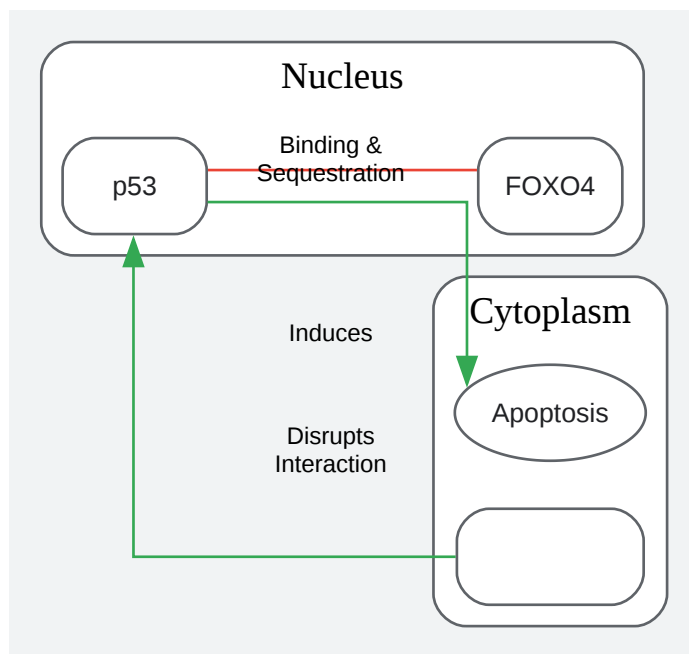 Nucleus
Binding &
Sequestration
p53
FOXO4
Cytoplasm
Induces
Apoptosis
Disrupts
Interaction